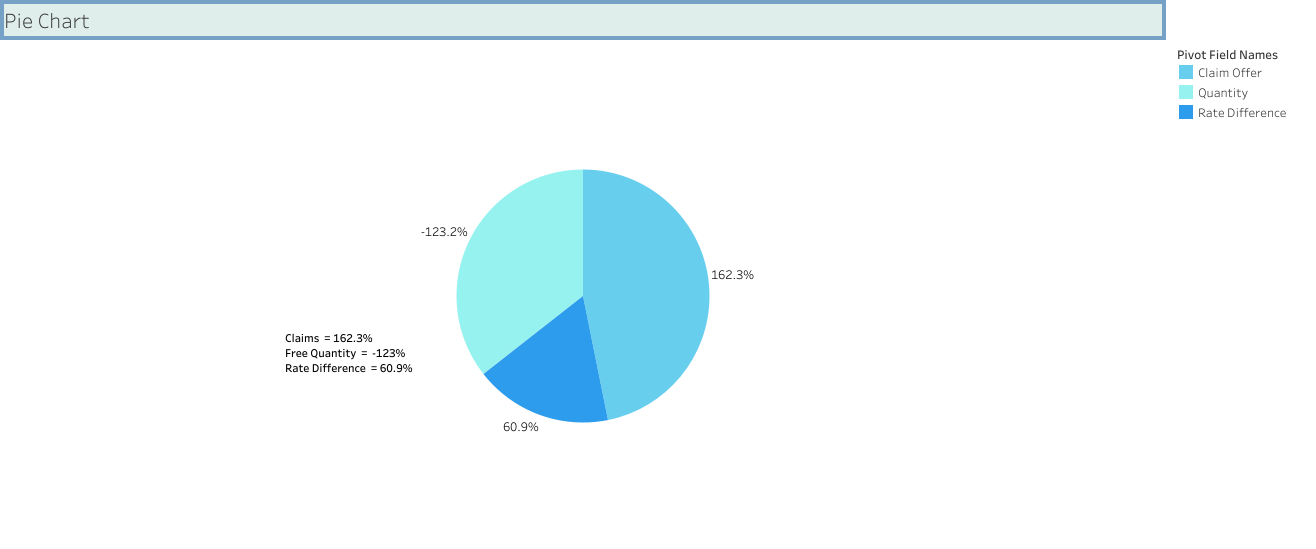 Pie Chart
Pivot Field Names
Claim Offer
Quantity
Rate Difference
-123.2%
162.3%
Claims = 162.3%
Free Quantity = -123%
Rate Difference = 60.9%
60.9%